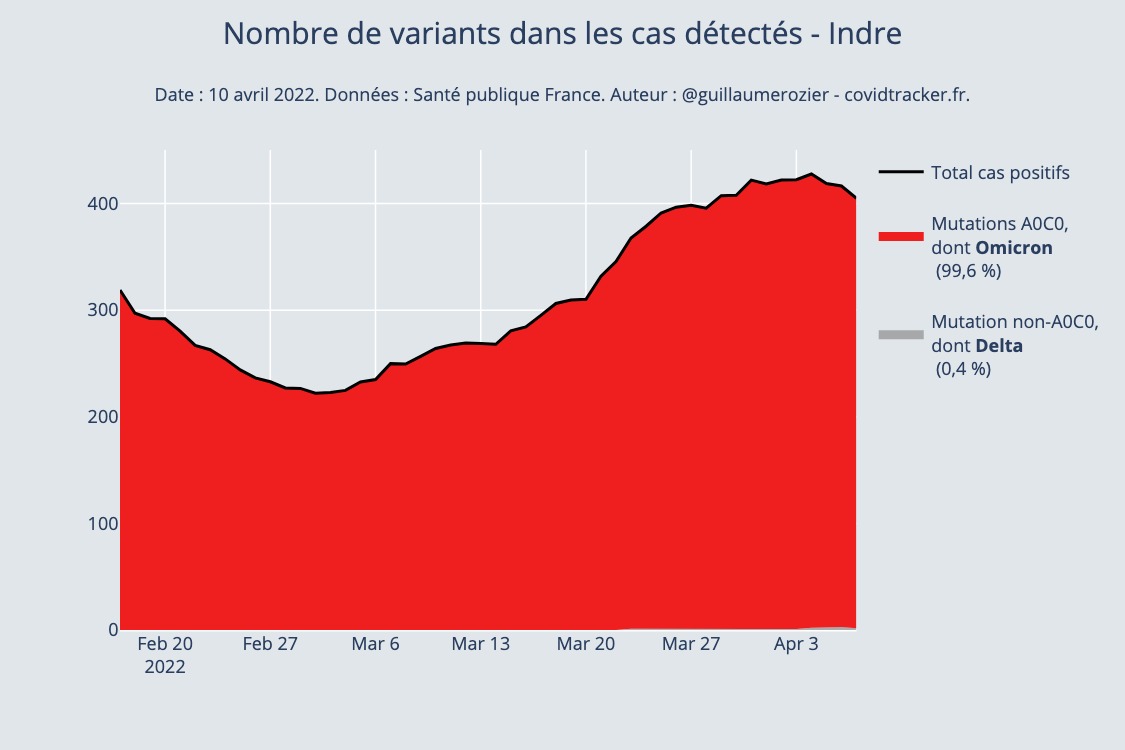 Nombre de variants dans les cas détectés - Indre
Date : 10 avril 2022. Données : Santé publique France. Auteur : @guillaumerozier - covidtracker.fr.
Total cas positifs
Mutations A0C0,
dont Omicron
(99,6 %)
Mutation non-A0C0,
dont Delta
(0,4 %)
400
300
200
100
0
Feb 20
2022
Feb 27
Mar 6
Mar 13
Mar 20
Mar 27
Apr 3